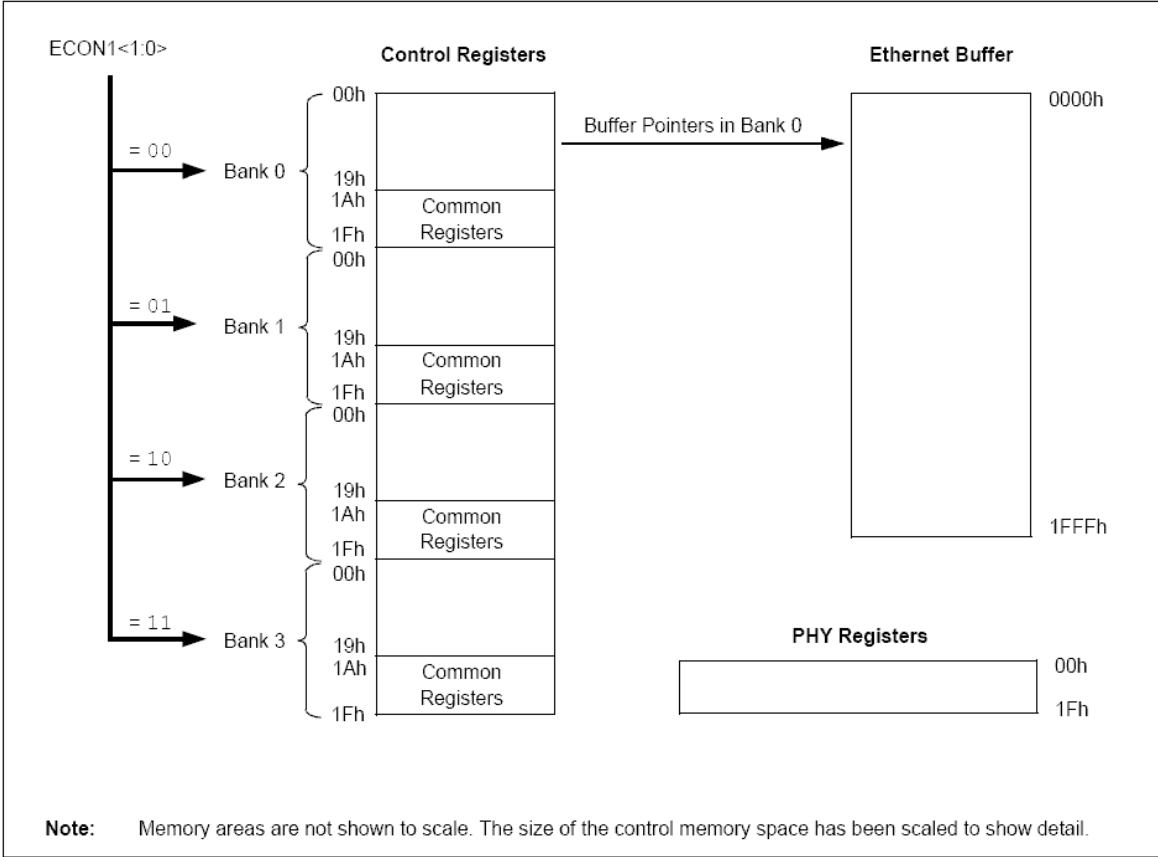 ECON1<1:0>
Control Registers
Ethernet Buffer
00h
0000h
Buffer Pointers in Bank 0
= 00
Bank 0
19h
1Ah
Common
Registers
1Fh
00h
= 01
Bank 1
19h
1Ah
Common
Registers
1Fh
00h
= 10
Bank 2
19h
1Ah
Common
Registers
1Fh
00h
1FFFh
= 11
Bank 3
19h
1Ah
Common
Registers
1Fh
PHY Registers
00h
1Fh
Note: Memory areas are not shown to scale. The size of the control memory space has been scaled to show detail.